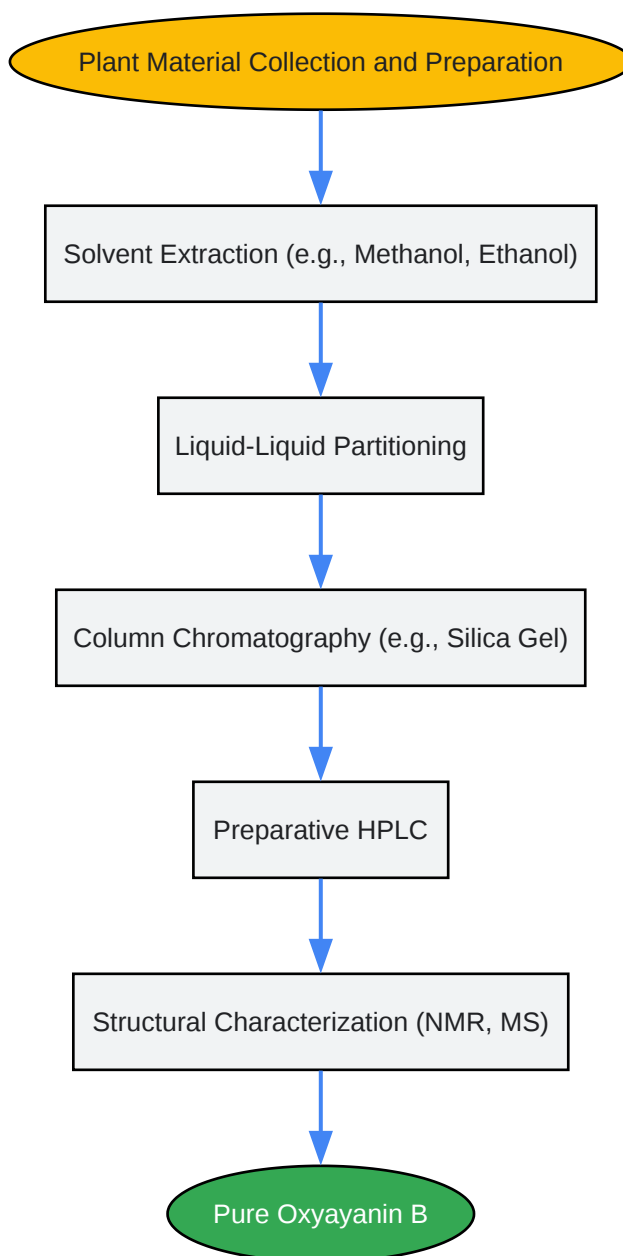 Plant Material Collection and Preparation
Solvent Extraction (e.g., Methanol, Ethanol)
Liquid-Liquid Partitioning
Column Chromatography (e.g., Silica Gel)
Preparative HPLC
Structural Characterization (NMR, MS)
Pure Oxyayanin B